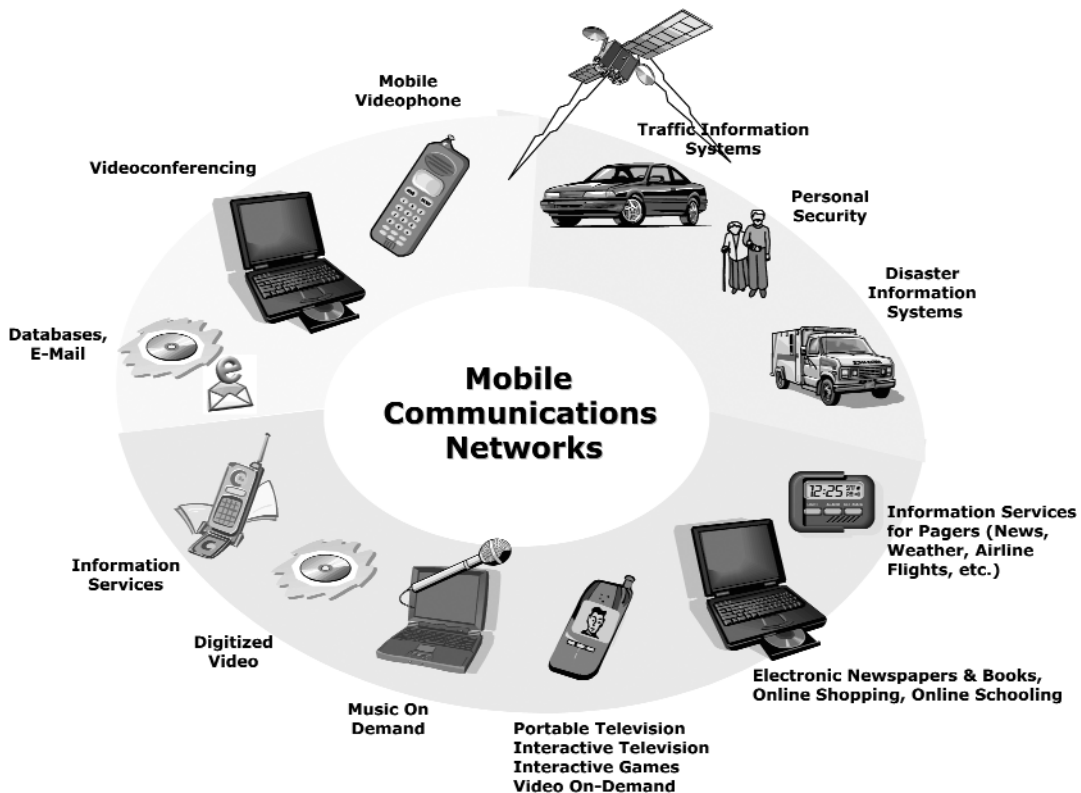 Mobile
Videophone
Traffic Information
Systems
Videoconferencing
Personal
Security
Disaster
Information
Systems
Databases,
E-Mail
e
Mobile
Communications
Networks
12:25
Information Services
for Pagers (News,
Weather, Airline
Flights, etc.)
Information
Services
Digitized
Video
Electronic Newspapers & Books,
Online Shopping, Online Schooling
Music On
Demand
Portable Television
Interactive Television
Interactive Games
Video On-Demand